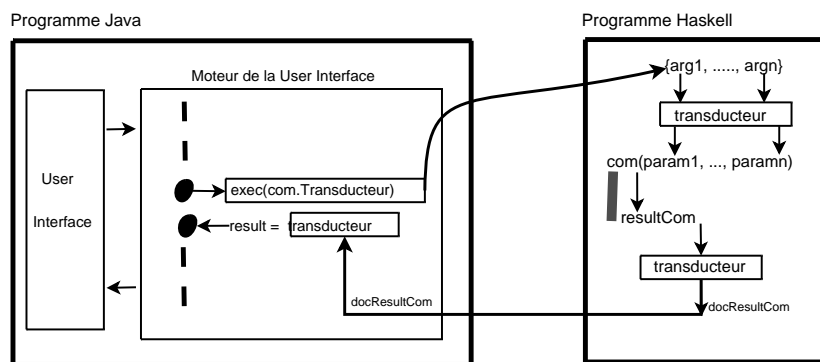 Programme Java
Programme Haskell
Moteur de la User Interface
{arg1, ....., argn}
transducteur
com(param1, ..., paramn)
User
Interface
exec(com.Transducteur)
result = transducteur
resultCom
transducteur
docResultCom
docResultCom